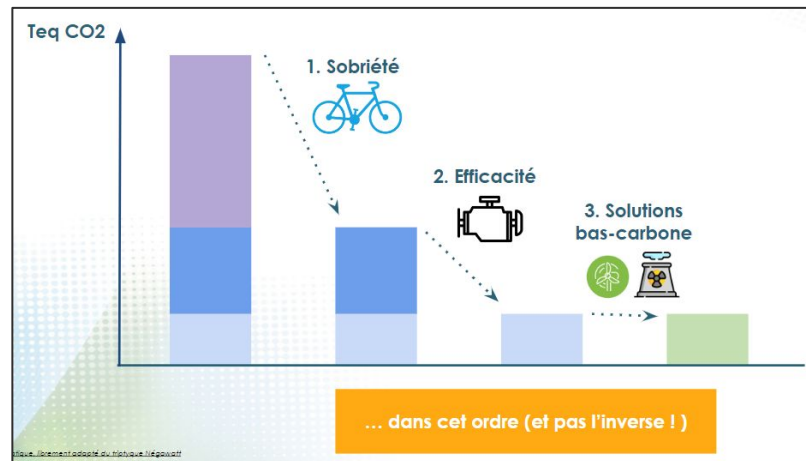 Teq CO2
1. Sobriété
2. Efficacité
3. Solutions
bas-carbone
… dans cet ordre (et pas l'inverse ! )
librement adapté du triptyque Négawatt